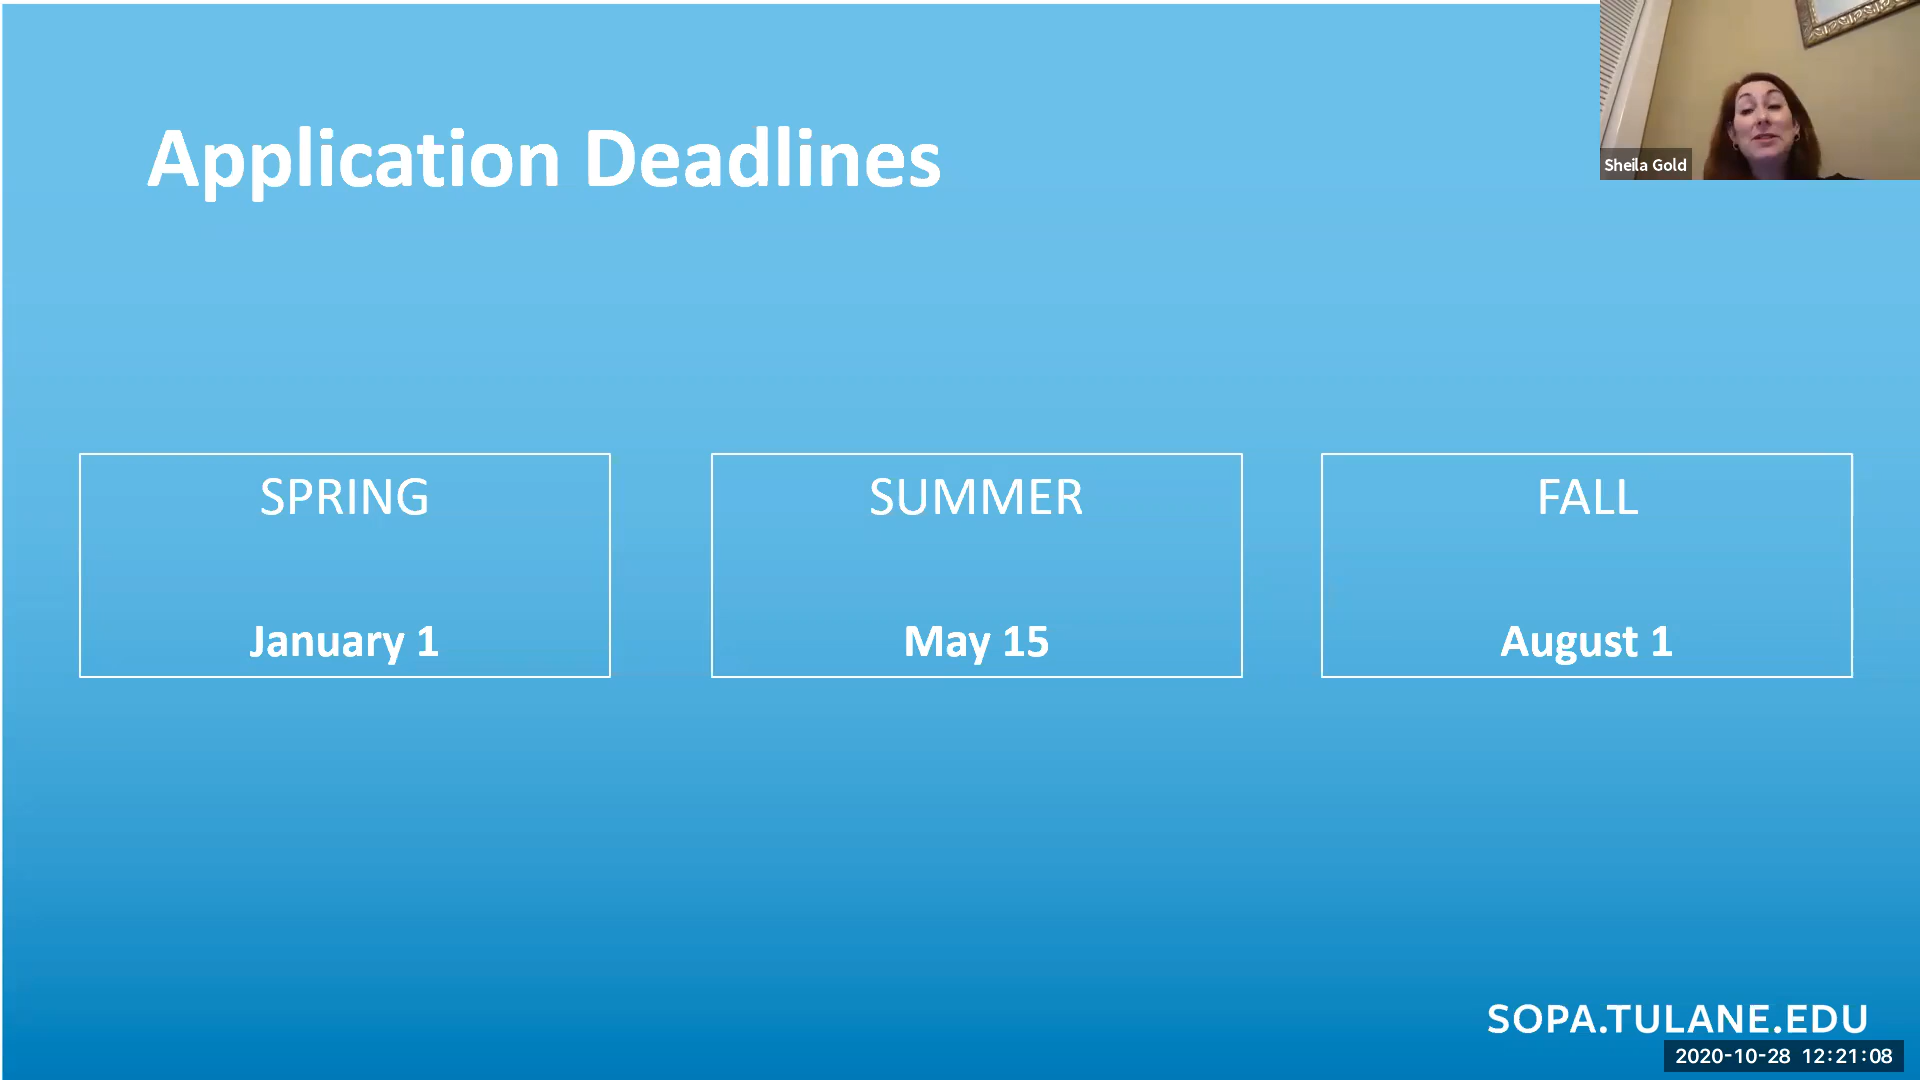 Application Deadlines
Sheila Gold
SPRING
January 1
SUMMER
May 15
FALL
August 1
SOPA.TULANE.EDU
2020-10-28 12:21:08